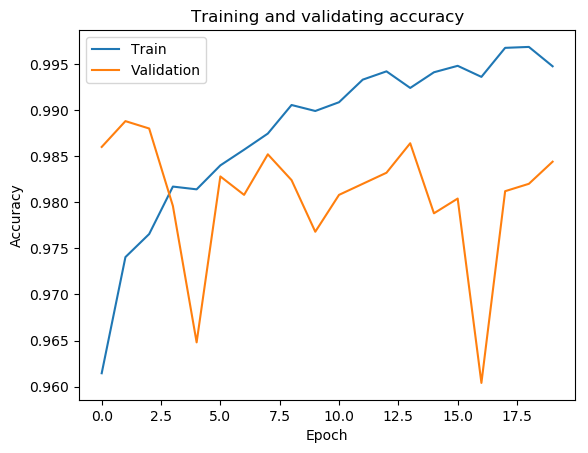 Training and validating accuracy
Train
Validation
0.995
0.990
0.985
0.980
0.975
0.970
0.965
0.960
Accuracy
0.0 2.5 5.0 7.5 10.0 12.5 15.0 17.5
Epoch